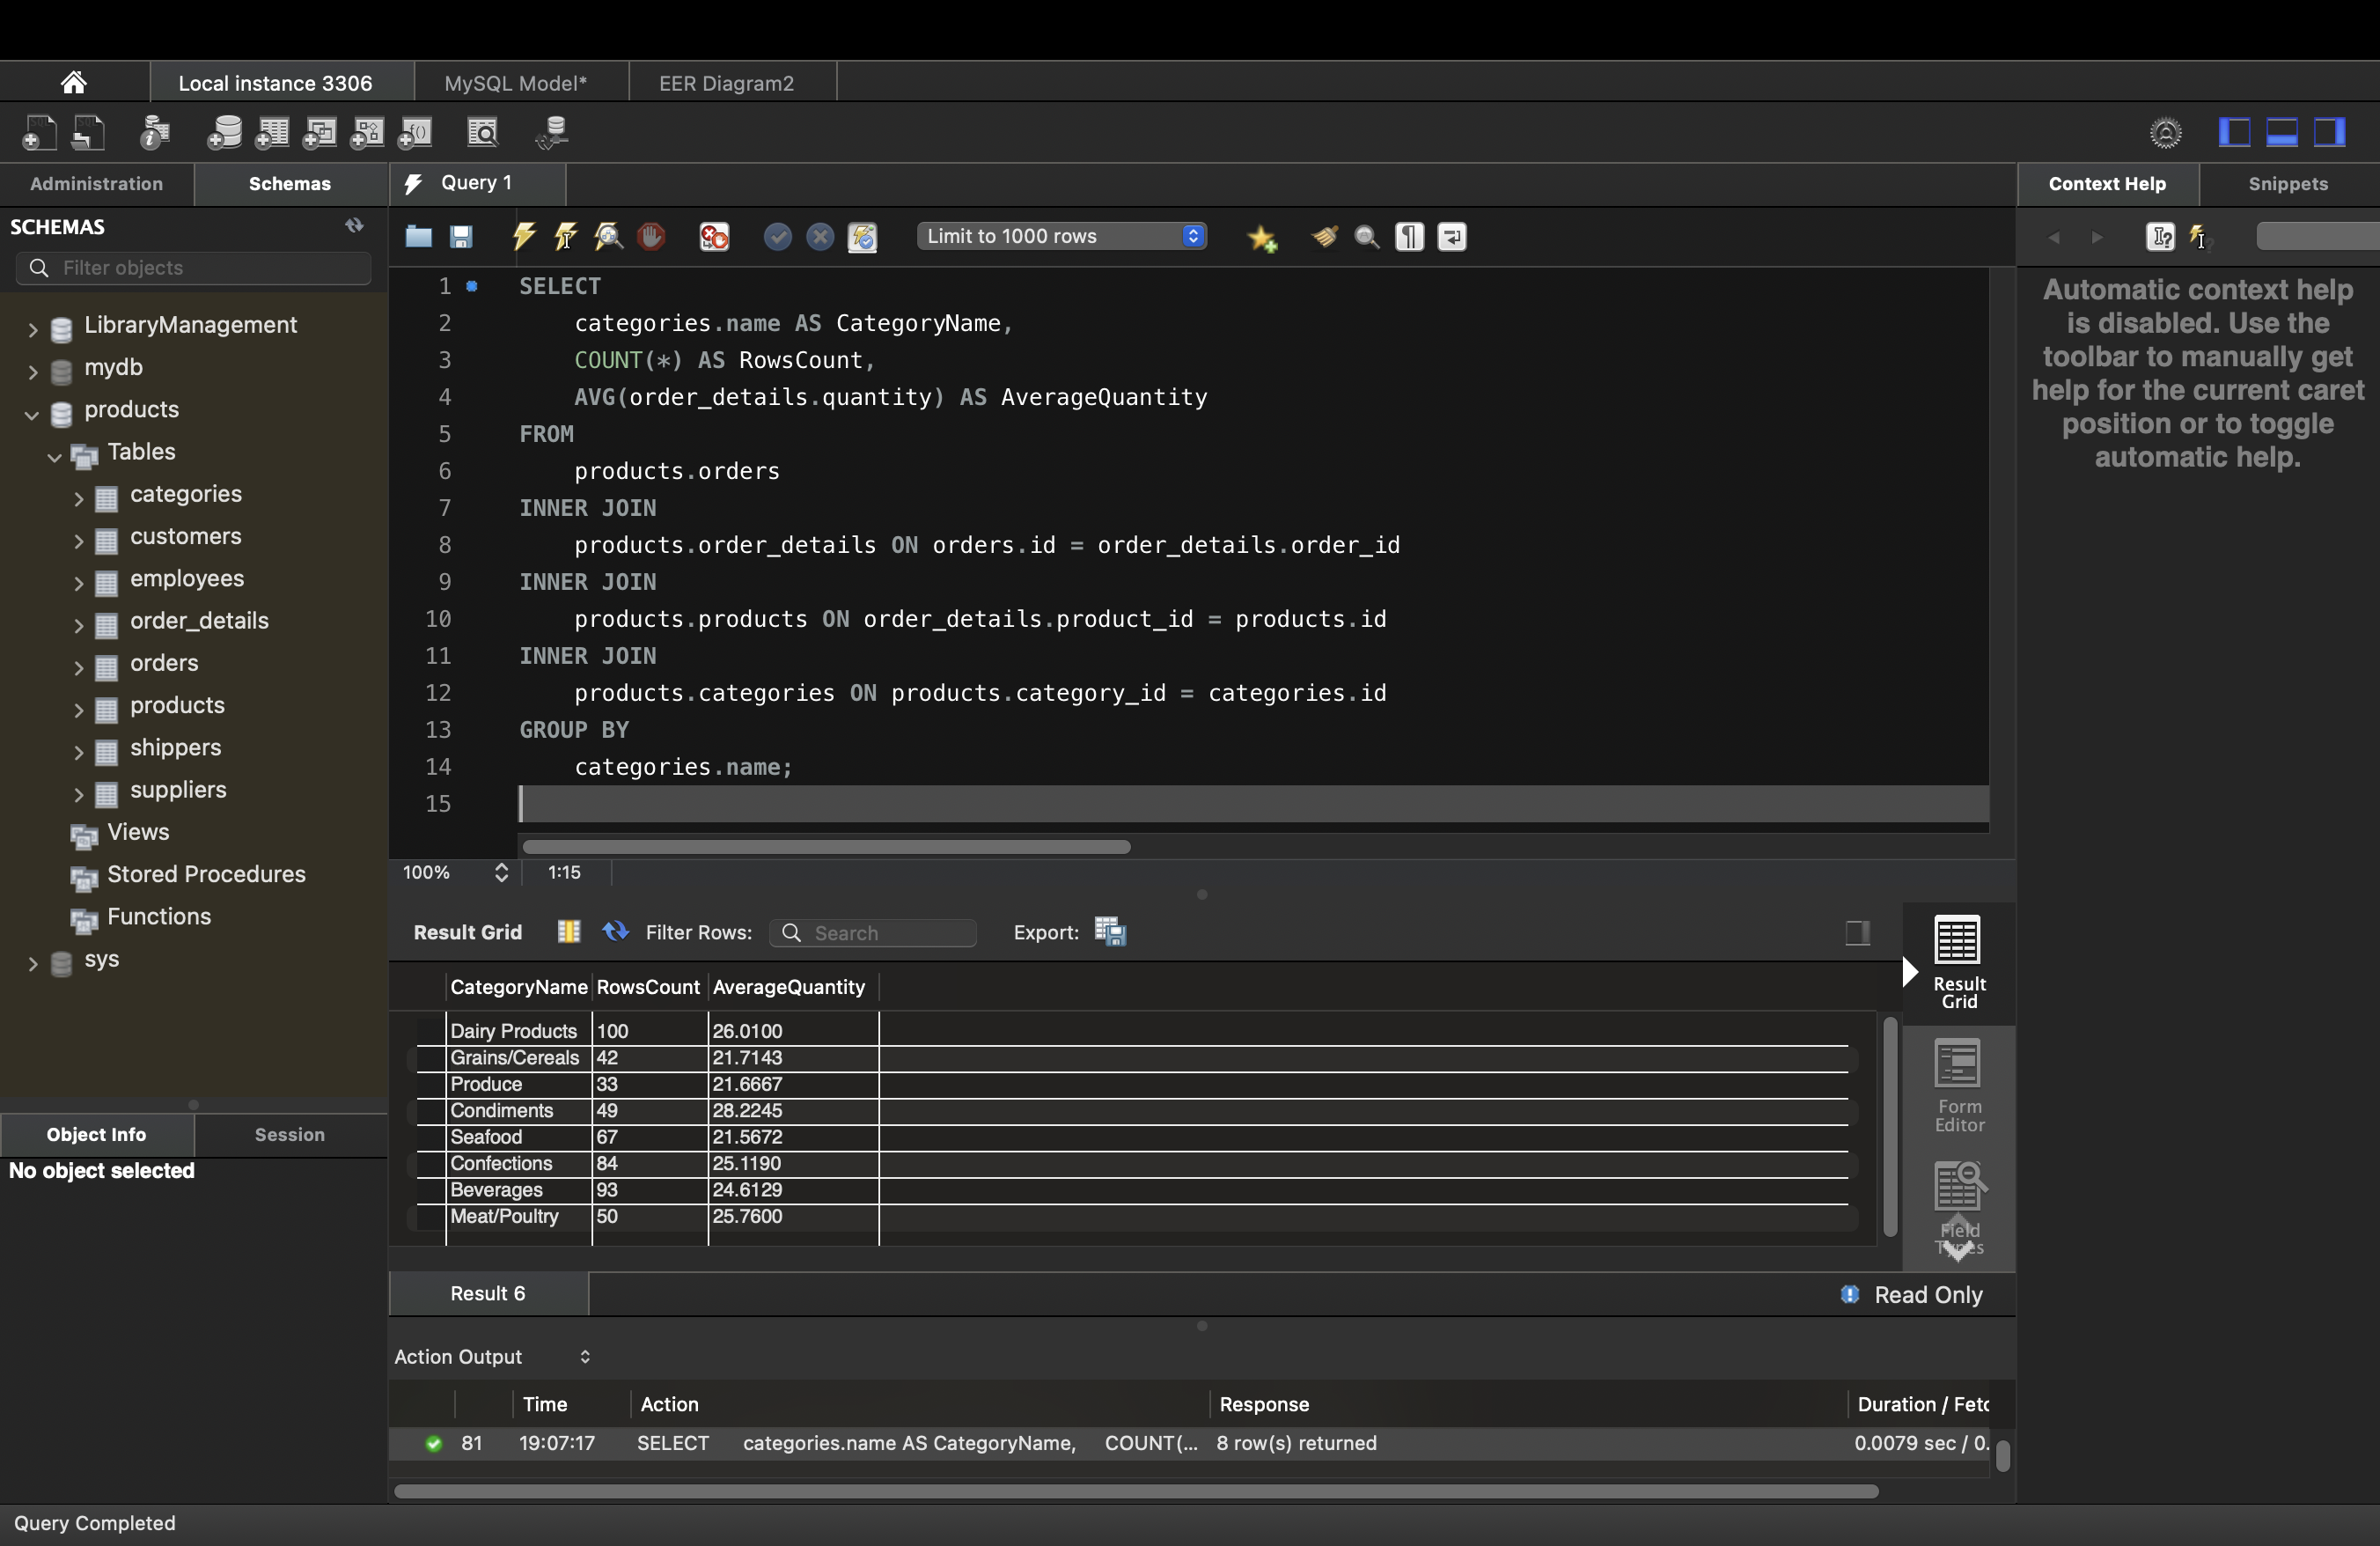 Local instance 3306
MySQL Model*
EER Diagram2
Administration
Schemas
Query 1
Context Help
Snippets
SCHEMAS
Filter objects
LibraryManagement
mydb
products
Tables
categories
customers
employees
order_details
orders
products
shippers
suppliers
Views
Stored Procedures
Functions
sys
Object Info
Session
No object selected
Limit to 1000 rows
1 SELECT
2 categories.name AS CategoryName,
3 COUNT(*) AS RowsCount,
4 AVG(order_details.quantity) AS AverageQuantity
5 FROM
6 products.orders
7 INNER JOIN
8 products.order_details ON orders.id = order_details.order_id
9 INNER JOIN
10 products.products ON order_details.product_id = products.id
11 INNER JOIN
12 products.categories ON products.category_id = categories.id
13 GROUP BY
14 categories.name;
15
100% 1:15
Automatic context help
is disabled. Use the
toolbar to manually get
help for the current caret
position or to toggle
automatic help.
Result Grid Filter Rows: Search Export:
CategoryName RowsCount AverageQuantity
Dairy Products 100 26.0100
Grains/Cereals 42 21.7143
Produce 33 21.6667
Condiments 49 28.2245
Seafood 67 21.5672
Confections 84 25.1190
Beverages 93 24.6129
Meat/Poultry 50 25.7600
Result
Grid
Form
Editor
Field
Types
Result 6
Read Only
Action Output
Time Action Response Duration / Fetc
81 19:07:17 SELECT categories.name AS CategoryName, COUNT(... 8 row(s) returned 0.0079 sec / 0.
Query Completed